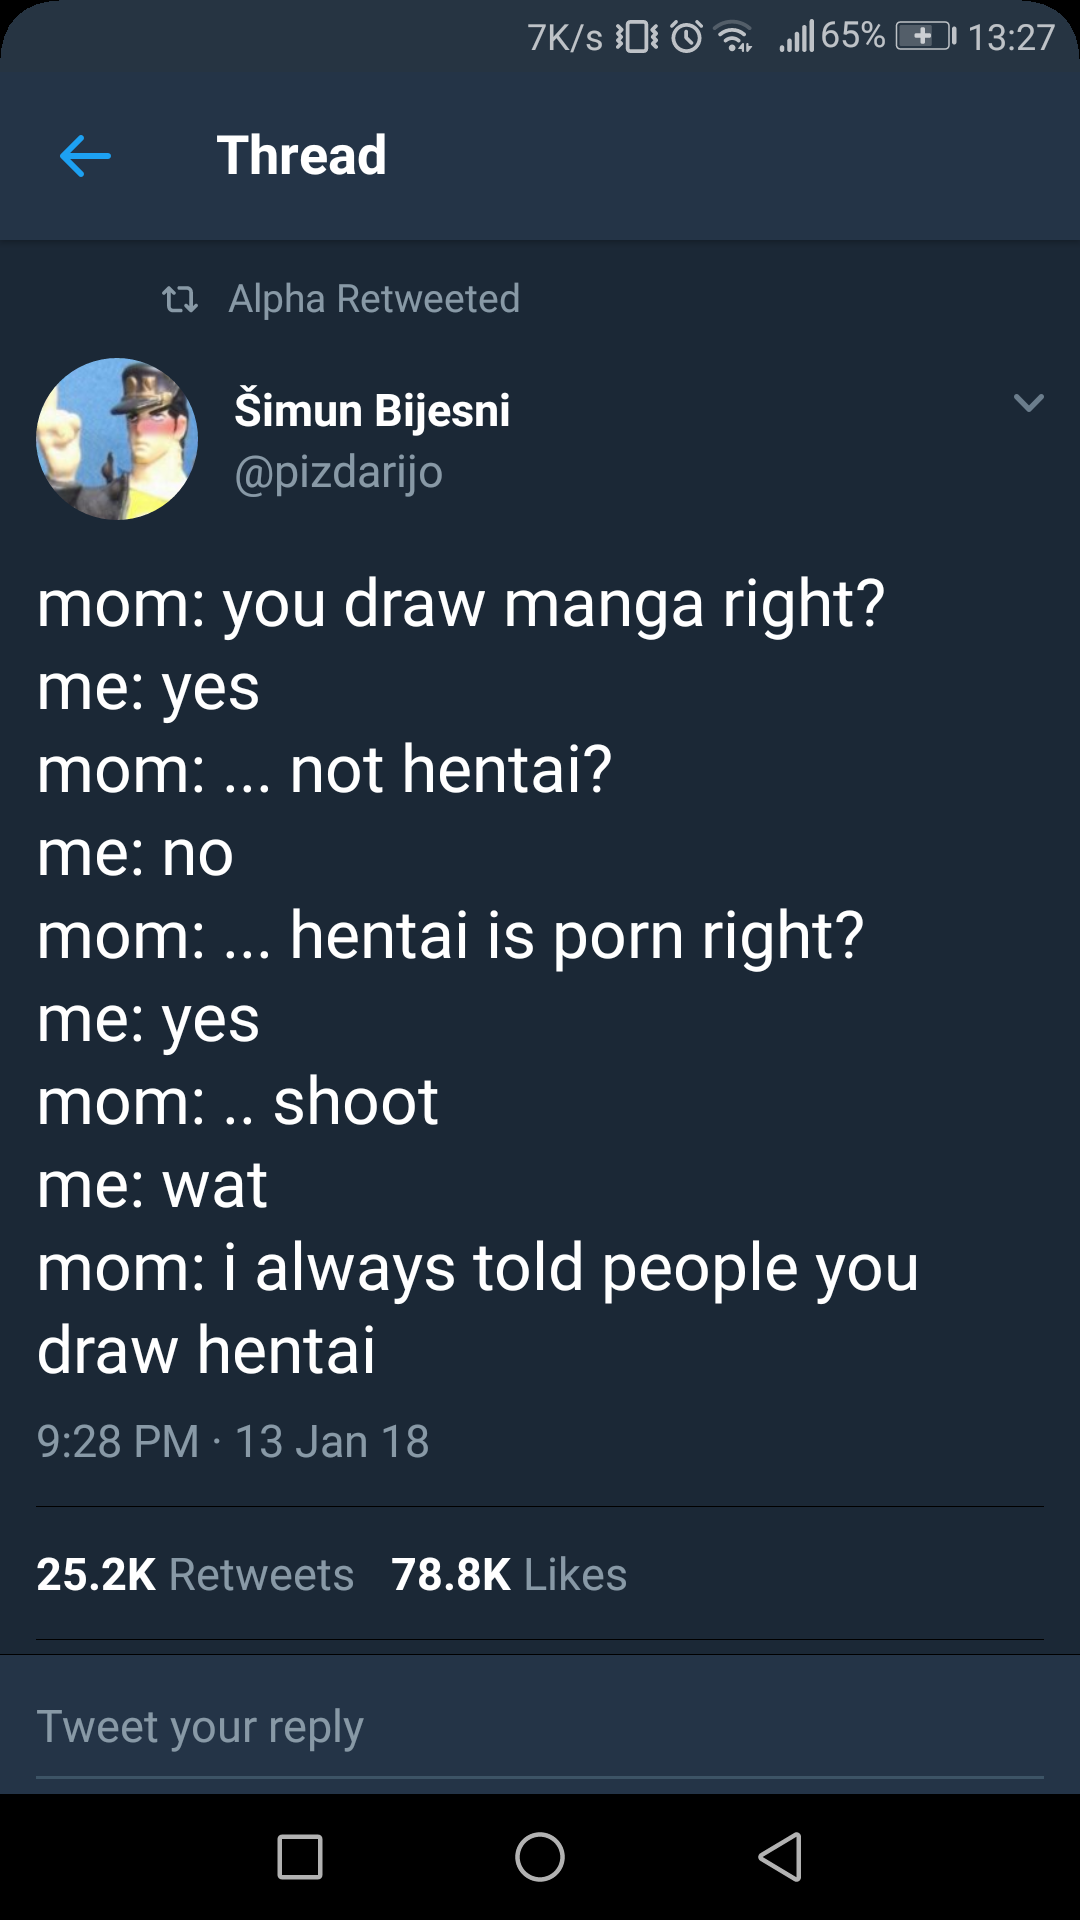 7K/s 65% 13:27
Thread
Alpha Retweeted
Šimun Bijesni
@pizdarijo
mom: you draw manga right?
me: yes
mom: ... not hentai?
me: no
mom: ... hentai is porn right?
me: yes
mom: .. shoot
me: wat
mom: i always told people you
draw hentai
9:28 PM · 13 Jan 18
25.2K Retweets 78.8K Likes
Tweet your reply